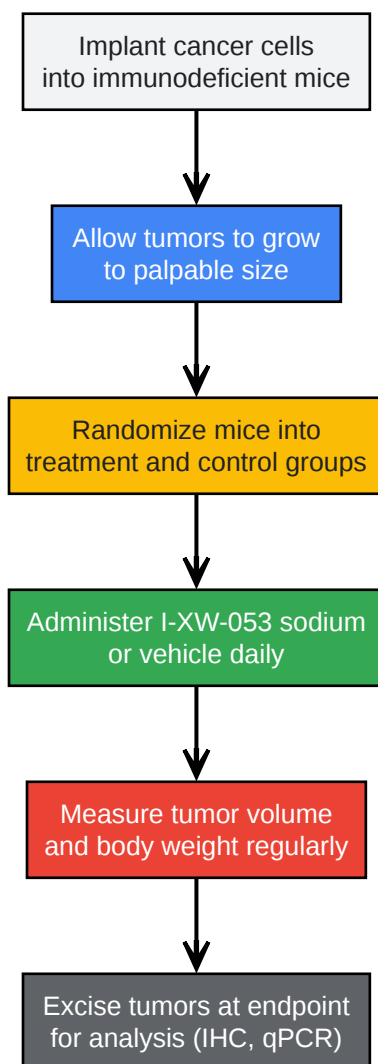 Implant cancer cells
into immunodeficient mice
Allow tumors to grow
to palpable size
Randomize mice into
treatment and control groups
Administer I-XW-053 sodium
or vehicle daily
Measure tumor volume
and body weight regularly
Excise tumors at endpoint
for analysis (IHC, qPCR)